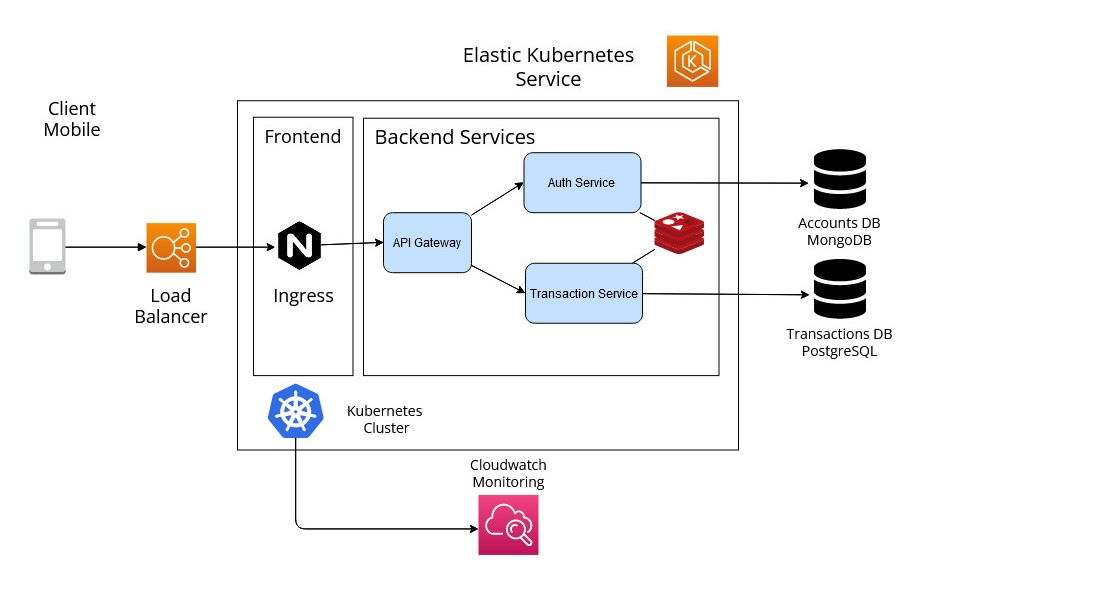 Elastic Kubernetes
Service
Client
Mobile
Frontend
Backend Services
Auth Service
API Gateway
Transaction Service
Ingress
Load
Balancer
Accounts DB
MongoDB
Transactions DB
PostgreSQL
Kubernetes
Cluster
Cloudwatch
Monitoring